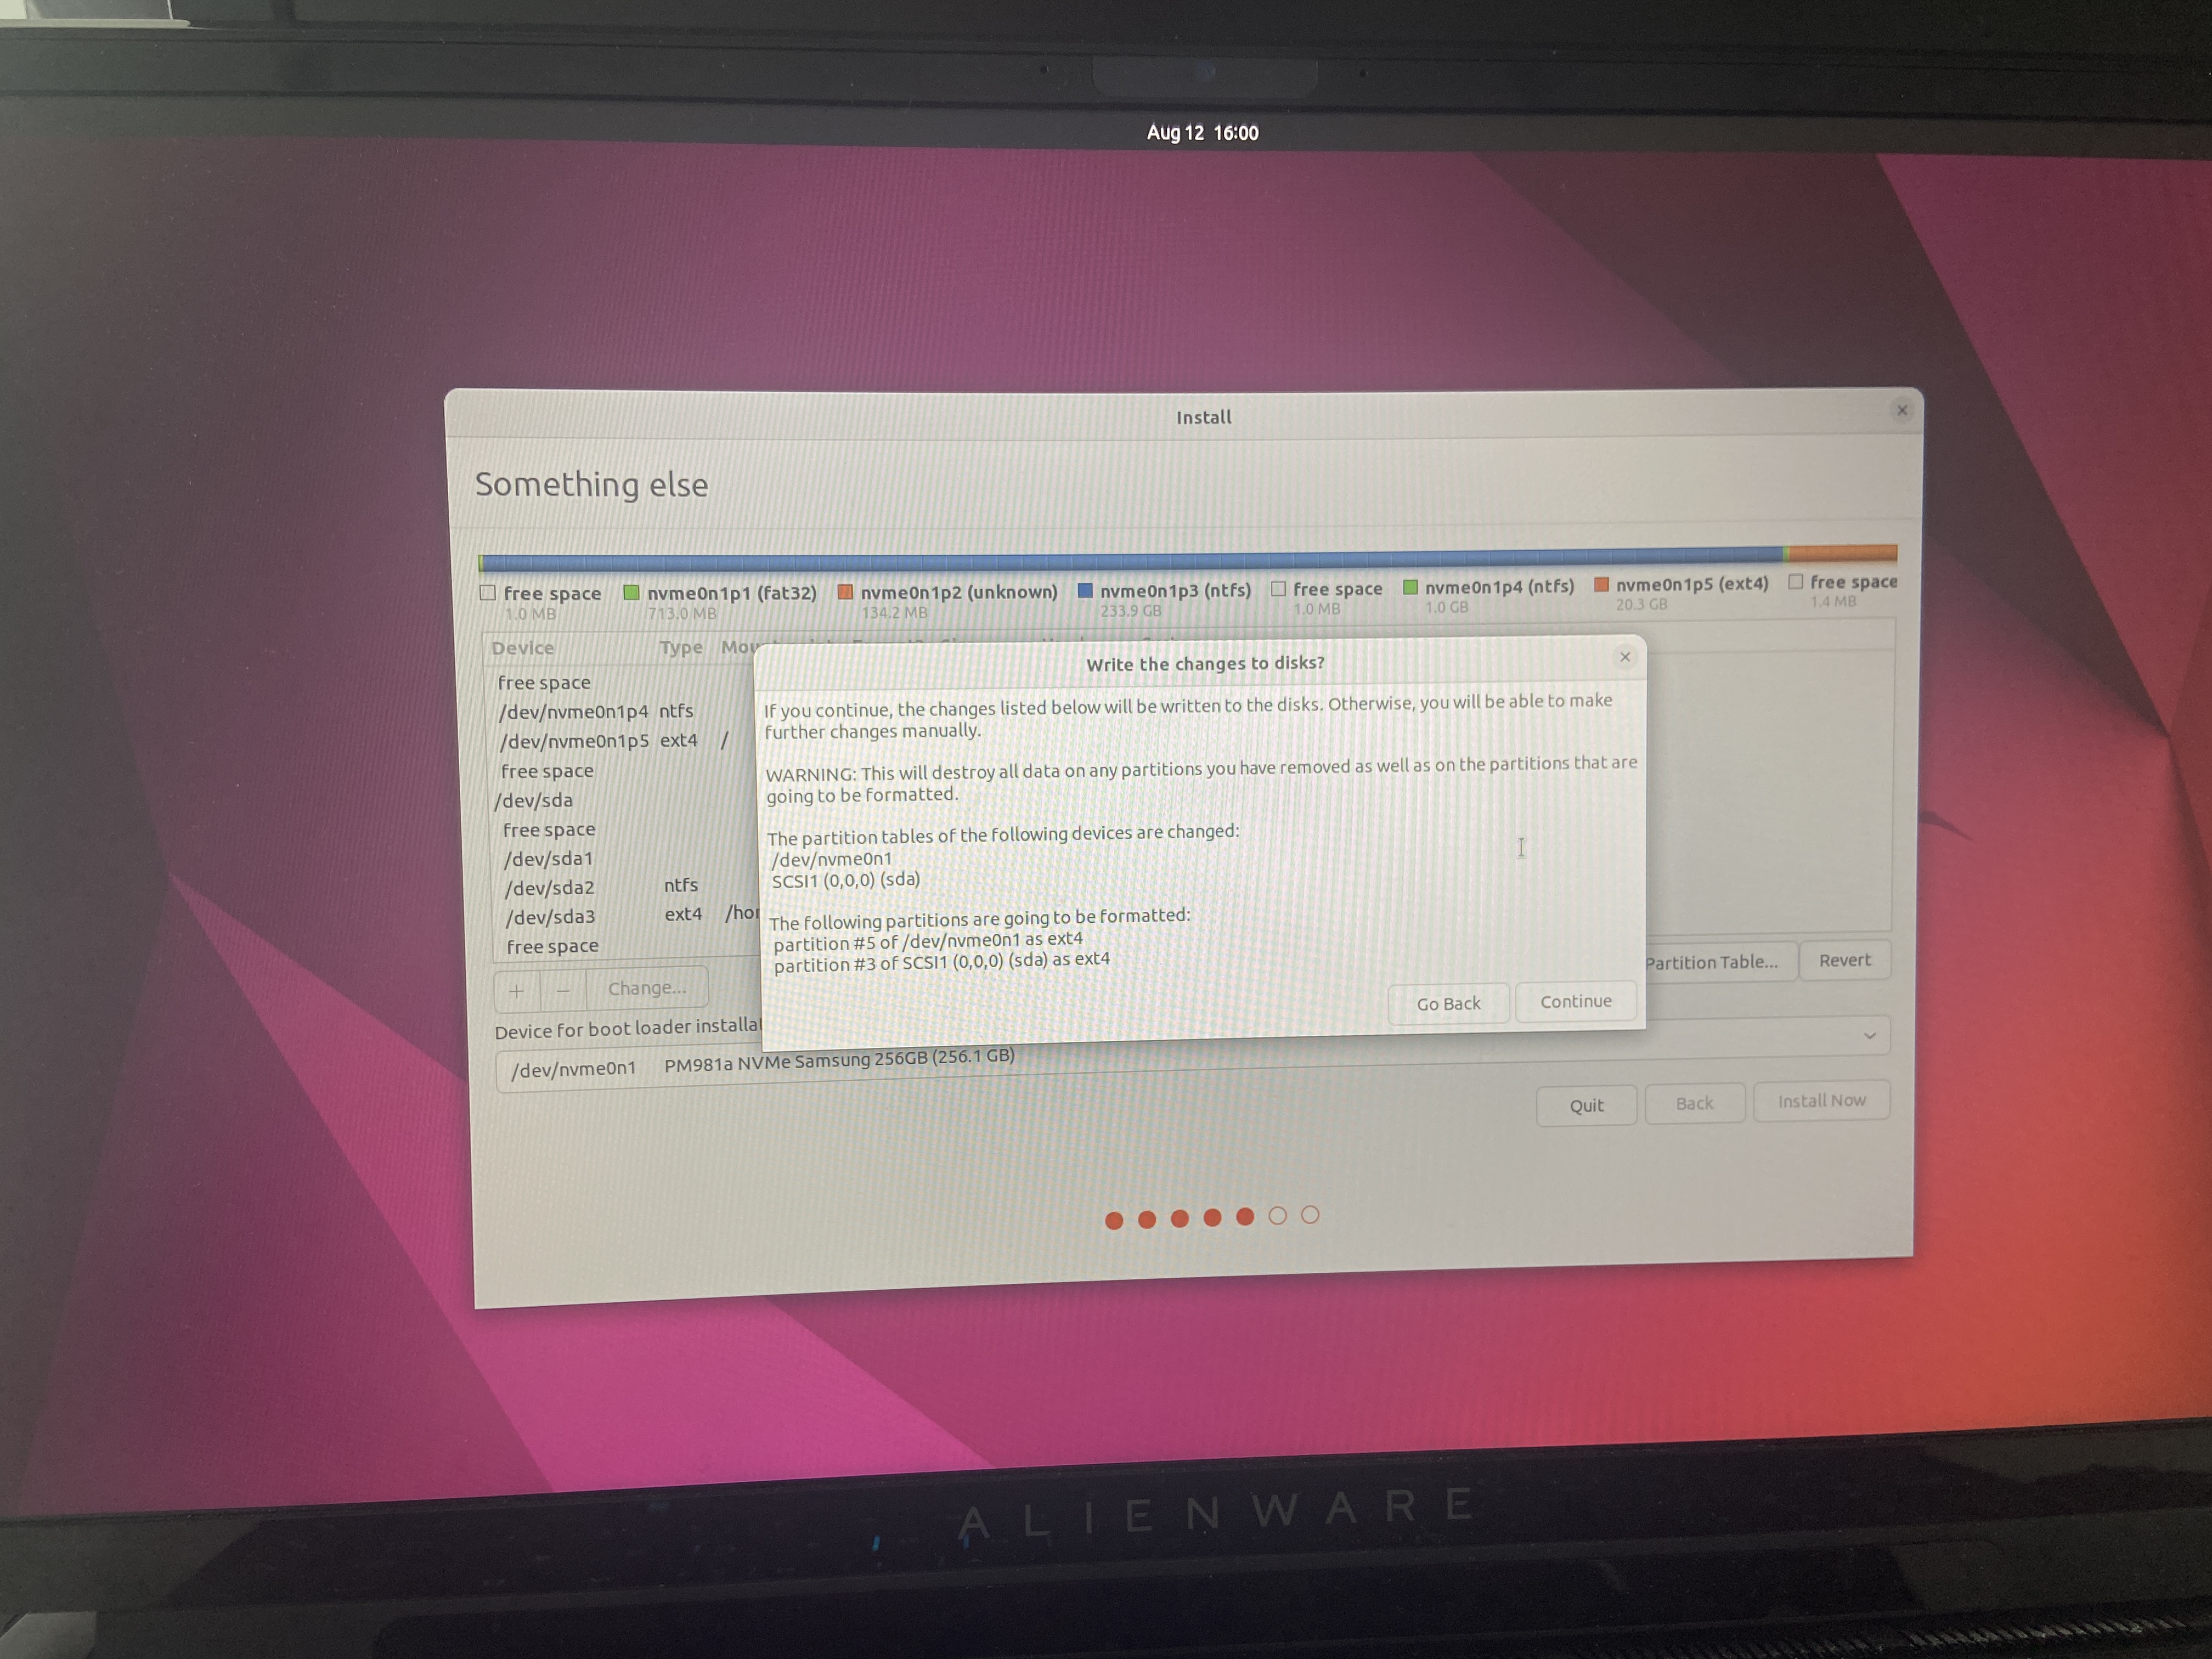 Aug 12 16:00
Install
Something else
free space
1.0 MB
nvme0n1p1 (fat32)
713.0 MB
nvme0n1p2 (unknown)
134.2 MB
nvme0n1p3 (ntfs)
233.9 GB
free space
1.0 MB
nvme0n1p4 (ntfs)
1.0 GB
nvme0n1p5 (ext4)
20.3 GB
free space
1.4 MB
Device Type Mou
free space
/dev/nvme0n1p4 ntfs
/dev/nvme0n1p5 ext4 /
free space
/dev/sda
free space
/dev/sda1
/dev/sda2 ntfs
/dev/sda3 ext4 /hor
free space
Write the changes to disks?
If you continue, the changes listed below will be written to the disks. Otherwise, you will be able to make
further changes manually.
WARNING: This will destroy all data on any partitions you have removed as well as on the partitions that are
going to be formatted.
The partition tables of the following devices are changed:
/dev/nvme0n1
SCSI1 (0,0,0) (sda)
The following partitions are going to be formatted:
partition #5 of /dev/nvme0n1 as ext4
partition #3 of SCSI1 (0,0,0) (sda) as ext4
Go Back Continue
+ − Change...
Partition Table... Revert
Device for boot loader installat
/dev/nvme0n1 PM981a NVMe Samsung 256GB (256.1 GB)
Quit Back Install Now
ALIENWARE